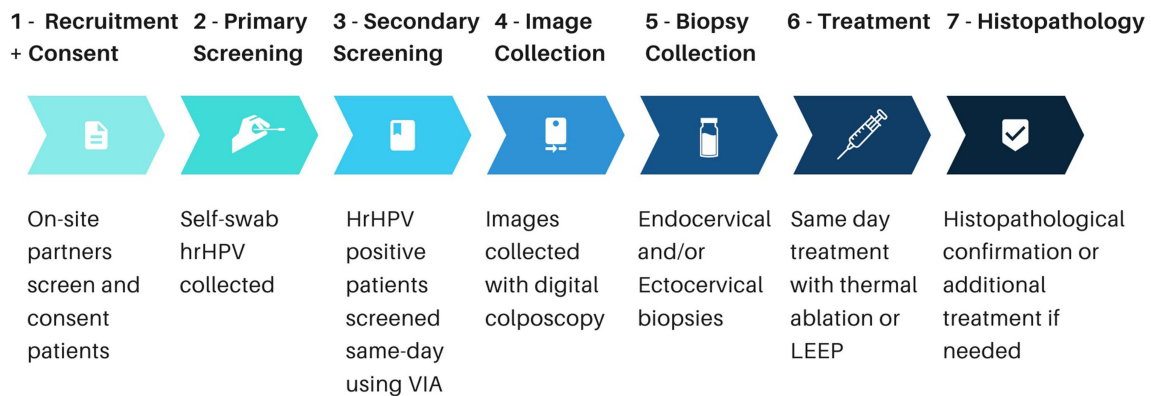 1 - Recruitment
+ Consent
2 - Primary
Screening
3 - Secondary
Screening
4 - Image
Collection
5 - Biopsy
Collection
6 - Treatment
7 - Histopathology
On-site
partners
screen and
consent
patients
Self-swab
hrHPV
collected
HrHPV
positive
patients
screened
same-day
using VIA
Images
collected
with digital
colposcopy
Endocervical
and/or
Ectocervical
biopsies
Same day
treatment
with thermal
ablation or
LEEP
Histopathological
confirmation or
additional
treatment if
needed